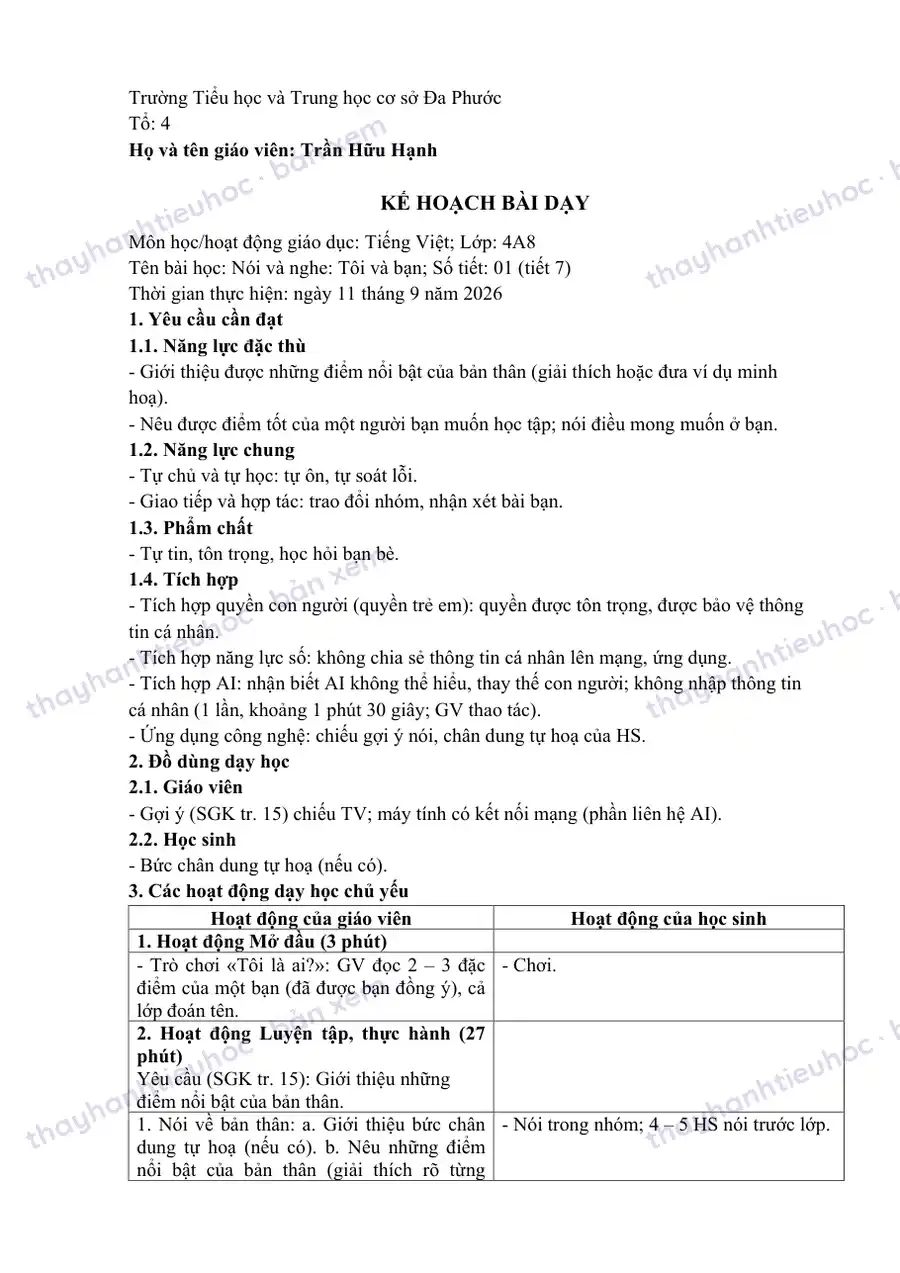 Trường Tiểu học và Trung học cơ sở Đa Phước
Tổ: 4
Họ và tên giáo viên: Trần Hữu Hạnh
KẾ HOẠCH BÀI DẠY
Môn học/hoạt động giáo dục: Tiếng Việt; Lớp: 4A8
Tên bài học: Nói và nghe: Tôi và bạn; Số tiết: 01 (tiết 7)
Thời gian thực hiện: ngày 11 tháng 9 năm 2026
1. Yêu cầu cần đạt
1.1. Năng lực đặc thù
- Giới thiệu được những điểm nổi bật của bản thân (giải thích hoặc đưa ví dụ minh
hoạ).
- Nêu được điểm tốt của một người bạn muốn học tập; nói điều mong muốn ở bạn.
1.2. Năng lực chung
- Tự chủ và tự học: tự ôn, tự soát lỗi.
- Giao tiếp và hợp tác: trao đổi nhóm, nhận xét bài bạn.
1.3. Phẩm chất
- Tự tin, tôn trọng, học hỏi bạn bè.
1.4. Tích hợp
- Tích hợp quyền con người (quyền trẻ em): quyền được tôn trọng, được bảo vệ thông
tin cá nhân.
- Tích hợp năng lực số: không chia sẻ thông tin cá nhân lên mạng, ứng dụng.
- Tích hợp AI: nhận biết AI không thể hiểu, thay thế con người; không nhập thông tin
cá nhân (1 lần, khoảng 1 phút 30 giây; GV thao tác).
- Ứng dụng công nghệ: chiếu gợi ý nói, chân dung tự hoạ của HS.
2. Đồ dùng dạy học
2.1. Giáo viên
- Gợi ý (SGK tr. 15) chiếu TV; máy tính có kết nối mạng (phần liên hệ AI).
2.2. Học sinh
- Bức chân dung tự hoạ (nếu có).
3. Các hoạt động dạy học chủ yếu
Hoạt động của giáo viên
Hoạt động của học sinh
1. Hoạt động Mở đầu (3 phút)
- Trò chơi «Tôi là ai?»: GV đọc 2 – 3 đặc
điểm của một bạn (đã được bạn đồng ý), cả
lớp đoán tên.
- Chơi.
2. Hoạt động Luyện tập, thực hành (27
phút)
Yêu cầu (SGK tr. 15): Giới thiệu những
điểm nổi bật của bản thân.
1. Nói về bản thân: a. Giới thiệu bức chân
dung tự hoạ (nếu có). b. Nêu những điểm
nổi bật của bản thân (giải thích rõ từng
- Nói trong nhóm; 4 – 5 HS nói trước lớp.
thayhanhtieuhoc · bản xem
thayhanhtieuhoc · b
thayhanhtieuhoc · bản xem
thayhanhtieuhoc · b
thayhanhtieuhoc · bản xem
thayhanhtieuhoc · b